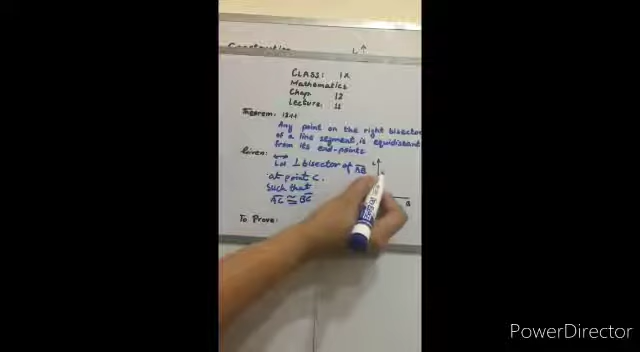 Construction
L
CLASS: IX
Mathematics
Chap: 12
Lecture: 11
Theorem: 12.1.1
Any point on the right bisector
of a line segment, is equidistant
from its end-points
Given:
LM ⊥ bisector of AB
at point C.
Such that
AC ≅ BC
To Prove:
L
B
PowerDirector